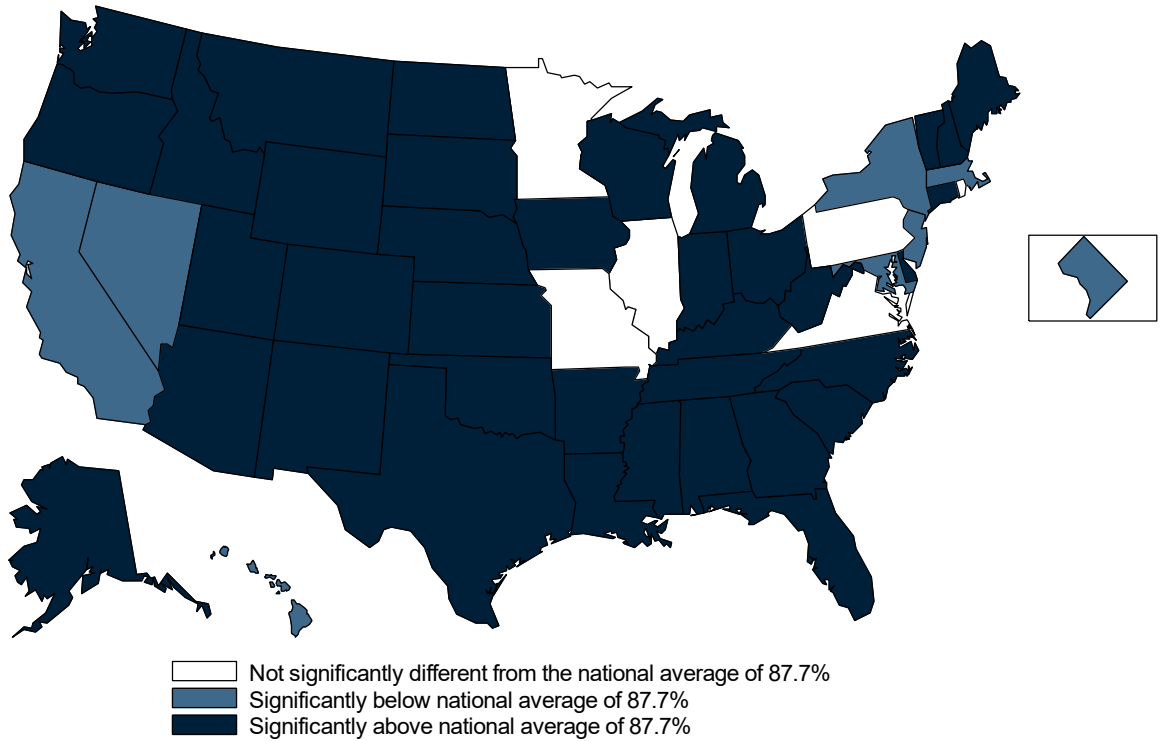 Not significantly different from the national average of 87.7%
Significantly below national average of 87.7%
Significantly above national average of 87.7%